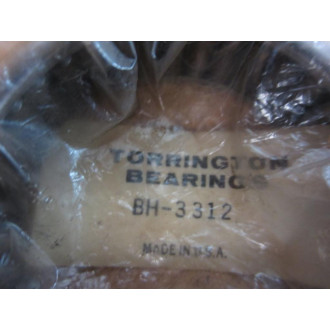 TORRINGTON
BEARINGS
BH-3312
MADE IN U.S.A.